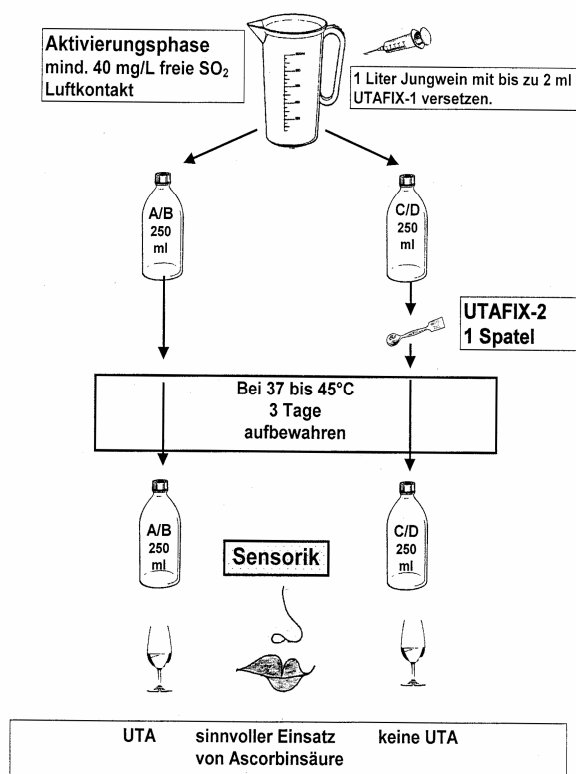 Aktivierungsphase
mind. 40 mg/L freie SO₂
Luftkontakt
1 Liter Jungwein mit bis zu 2 ml
UTAFIX-1 versetzen.
A/B
250
ml
C/D
250
ml
UTAFIX-2
1 Spatel
Bei 37 bis 45°C
3 Tage
aufbewahren
A/B
250
ml
C/D
250
ml
Sensorik
UTA sinnvoller Einsatz keine UTA
von Ascorbinsäure